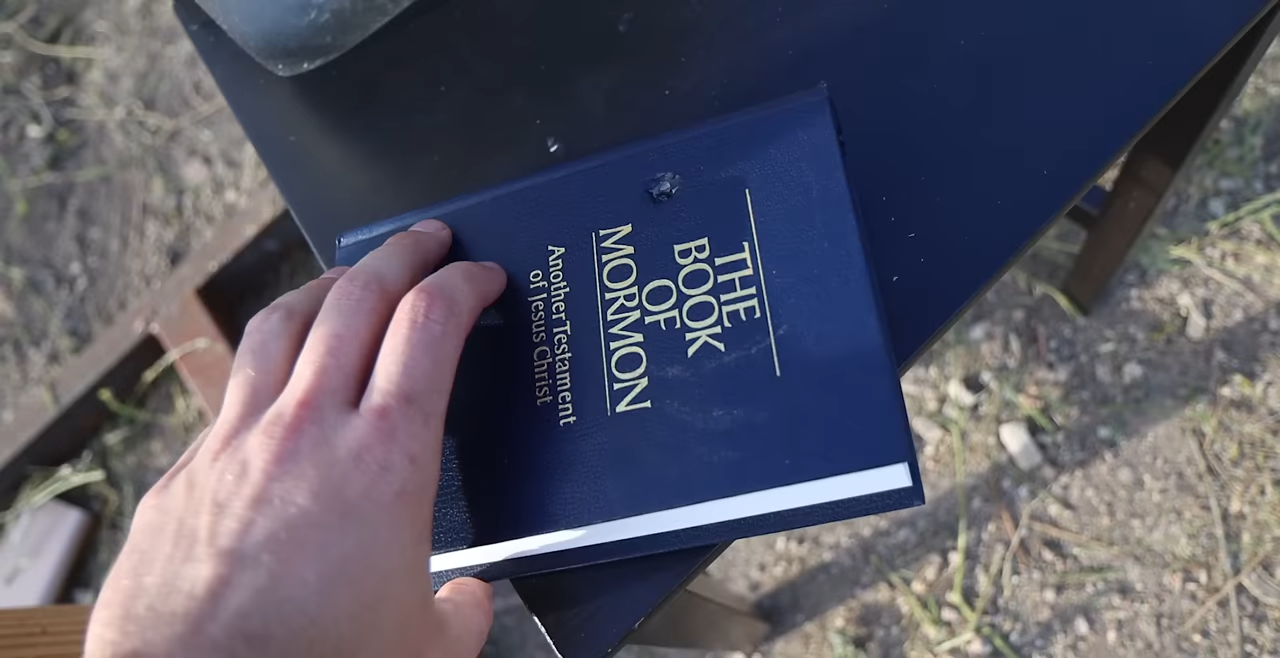 THE
BOOK
OF
MORMON
Another Testament
of Jesus Christ